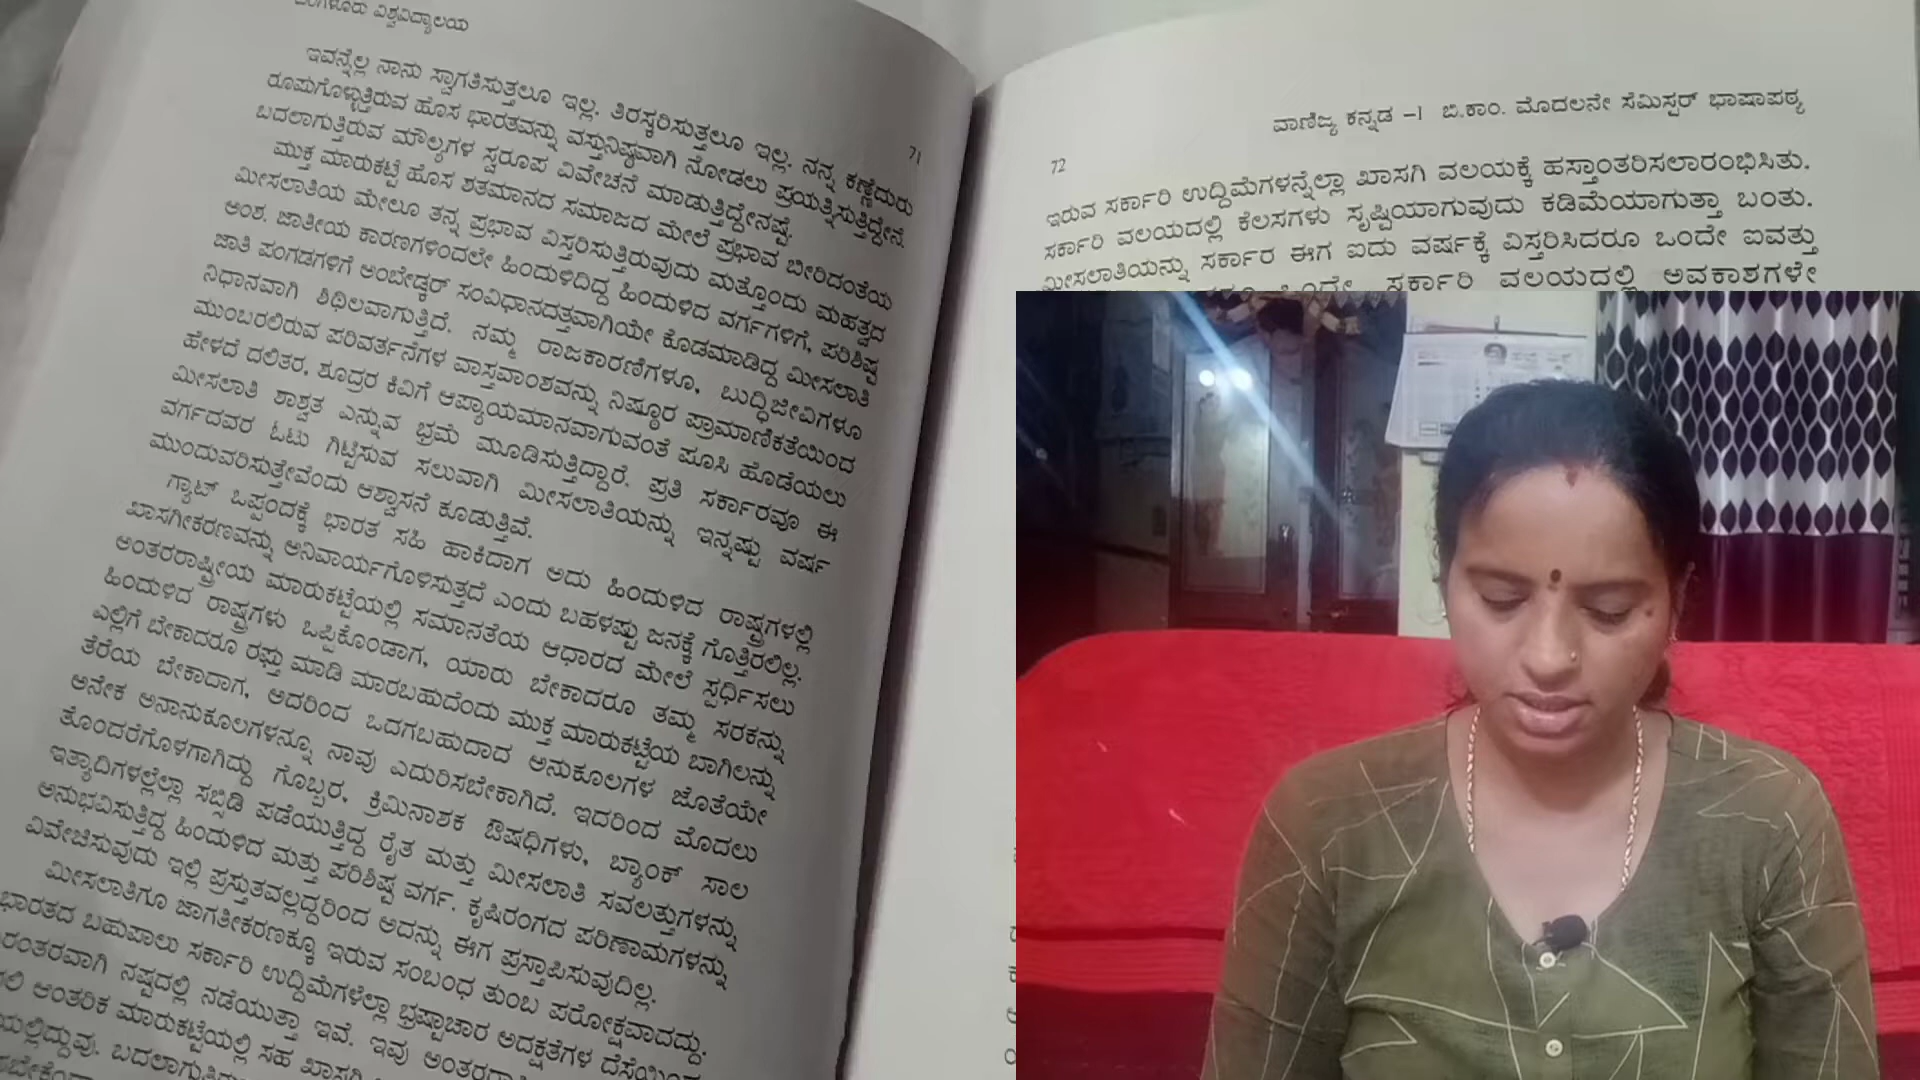 ವಿಶ್ವವಿದ್ಯಾಲಯ
71
ಇವನ್ನೆಲ್ಲ ನಾನು ಸ್ವಾಗತಿಸುತ್ತಲೂ ಇಲ್ಲ. ತಿರಸ್ಕರಿಸುತ್ತಲೂ ಇಲ್ಲ. ನನ್ನ ಕಣ್ಣೆದುರು
ರೂಪುಗೊಳ್ಳುತ್ತಿರುವ ಹೊಸ ಭಾರತವನ್ನು ವಸ್ತುನಿಷ್ಠವಾಗಿ ನೋಡಲು ಪ್ರಯತ್ನಿಸುತ್ತಿದ್ದೇನೆ.
ಬದಲಾಗುತ್ತಿರುವ ಮೌಲ್ಯಗಳ ಸ್ವರೂಪ ವಿವೇಚನೆ ಮಾಡುತ್ತಿದ್ದೇನಷ್ಟೆ.
ಮುಕ್ತ ಮಾರುಕಟ್ಟೆ ಹೊಸ ಶತಮಾನದ ಸಮಾಜದ ಮೇಲೆ ಪ್ರಭಾವ ಬೀರಿದಂತೆಯೆ
ಮೀಸಲಾತಿಯ ಮೇಲೂ ತನ್ನ ಪ್ರಭಾವ ವಿಸ್ತರಿಸುತ್ತಿರುವುದು ಮತ್ತೊಂದು ಮಹತ್ವದ
ಅಂಶ. ಜಾತೀಯ ಕಾರಣಗಳಿಂದಲೇ ಹಿಂದುಳಿದಿದ್ದ ಹಿಂದುಳಿದ ವರ್ಗಗಳಿಗೆ, ಪರಿಶಿಷ್ಟ
ಜಾತಿ ಪಂಗಡಗಳಿಗೆ ಅಂಬೇಡ್ಕರ್ ಸಂವಿಧಾನದತ್ತವಾಗಿಯೇ ಕೊಡಮಾಡಿದ್ದ ಮೀಸಲಾತಿ
ನಿಧಾನವಾಗಿ ಶಿಥಿಲವಾಗುತ್ತಿದೆ. ನಮ್ಮ ರಾಜಕಾರಣಿಗಳೂ, ಬುದ್ಧಿಜೀವಿಗಳೂ
ಮುಂಬರಲಿರುವ ಪರಿವರ್ತನೆಗಳ ವಾಸ್ತವಾಂಶವನ್ನು ನಿಷ್ಠೂರ ಪ್ರಾಮಾಣಿಕತೆಯಿಂದ
ಹೇಳದೆ ದಲಿತರ, ಶೂದ್ರರ ಕಿವಿಗೆ ಆಪ್ಯಾಯಮಾನವಾಗುವಂತೆ ಪೂಸಿ ಹೊಡೆಯಲು
ಮೀಸಲಾತಿ ಶಾಶ್ವತ ಎನ್ನುವ ಭ್ರಮೆ ಮೂಡಿಸುತ್ತಿದ್ದಾರೆ. ಪ್ರತಿ ಸರ್ಕಾರವೂ ಈ
ವರ್ಗದವರ ಓಟು ಗಿಟ್ಟಿಸುವ ಸಲುವಾಗಿ ಮೀಸಲಾತಿಯನ್ನು ಇನ್ನಷ್ಟು ವರ್ಷ
ಮುಂದುವರಿಸುತ್ತೇವೆಂದು ಆಶ್ವಾಸನೆ ಕೂಡುತ್ತಿವೆ.
ಗ್ಯಾಟ್ ಒಪ್ಪಂದಕ್ಕೆ ಭಾರತ ಸಹಿ ಹಾಕಿದಾಗ ಅದು ಹಿಂದುಳಿದ ರಾಷ್ಟ್ರಗಳಲ್ಲಿ
ಖಾಸಗೀಕರಣವನ್ನು ಅನಿವಾರ್ಯಗೊಳಿಸುತ್ತದೆ ಎಂದು ಬಹಳಷ್ಟು ಜನಕ್ಕೆ ಗೊತ್ತಿರಲಿಲ್ಲ.
ಅಂತರರಾಷ್ಟ್ರೀಯ ಮಾರುಕಟ್ಟೆಯಲ್ಲಿ ಸಮಾನತೆಯ ಆಧಾರದ ಮೇಲೆ ಸ್ಪರ್ಧಿಸಲು
ಹಿಂದುಳಿದ ರಾಷ್ಟ್ರಗಳು ಒಪ್ಪಿಕೊಂಡಾಗ, ಯಾರು ಬೇಕಾದರೂ ತಮ್ಮ ಸರಕನ್ನು
ಎಲ್ಲಿಗೆ ಬೇಕಾದರೂ ರಫ್ತು ಮಾಡಿ ಮಾರಬಹುದೆಂದು ಮುಕ್ತ ಮಾರುಕಟ್ಟೆಯ ಬಾಗಿಲನ್ನು
ತೆರೆಯ ಬೇಕಾದಾಗ, ಅದರಿಂದ ಒದಗಬಹುದಾದ ಅನುಕೂಲಗಳ ಜೊತೆಯೇ
ಅನೇಕ ಅನಾನುಕೂಲಗಳನ್ನೂ ನಾವು ಎದುರಿಸಬೇಕಾಗಿದೆ. ಇದರಿಂದ ಮೊದಲು
ತೊಂದರೆಗೊಳಗಾಗಿದ್ದು ಗೊಬ್ಬರ, ಕ್ರಿಮಿನಾಶಕ ಔಷಧಿಗಳು, ಬ್ಯಾಂಕ್ ಸಾಲ
ಇತ್ಯಾದಿಗಳಲ್ಲೆಲ್ಲಾ ಸಬ್ಸಿಡಿ ಪಡೆಯುತ್ತಿದ್ದ ರೈತ ಮತ್ತು ಮೀಸಲಾತಿ ಸವಲತ್ತುಗಳನ್ನು
ಅನುಭವಿಸುತ್ತಿದ್ದ ಹಿಂದುಳಿದ ಮತ್ತು ಪರಿಶಿಷ್ಟ ವರ್ಗ. ಕೃಷಿರಂಗದ ಪರಿಣಾಮಗಳನ್ನು
ವಿವೇಚಿಸುವುದು ಇಲ್ಲಿ ಪ್ರಸ್ತುತವಲ್ಲದ್ದರಿಂದ ಅದನ್ನು ಈಗ ಪ್ರಸ್ತಾಪಿಸುವುದಿಲ್ಲ.
ಮೀಸಲಾತಿಗೂ ಜಾಗತೀಕರಣಕ್ಕೂ ಇರುವ ಸಂಬಂಧ ತುಂಬ ಪರೋಕ್ಷವಾದದ್ದು.
ಭಾರತದ ಬಹುಪಾಲು ಸರ್ಕಾರಿ ಉದ್ದಿಮೆಗಳೆಲ್ಲಾ ಭ್ರಷ್ಟಾಚಾರ ಅದಕ್ಷತೆಗಳ ದೆಸೆಯಿಂದ
ನಷ್ಟದಲ್ಲಿ ನಡೆಯುತ್ತಾ ಇವೆ. ಇವು
ಆಂತರಿಕ ಮಾರುಕಟ್ಟೆಯಲ್ಲಿ ಸಹ
72
ವಾಣಿಜ್ಯ ಕನ್ನಡ –1 ಬಿ.ಕಾಂ. ಮೊದಲನೇ ಸೆಮಿಸ್ಟರ್ ಭಾಷಾಪಠ್ಯ
ಇರುವ ಸರ್ಕಾರಿ ಉದ್ದಿಮೆಗಳನ್ನೆಲ್ಲಾ ಖಾಸಗಿ ವಲಯಕ್ಕೆ ಹಸ್ತಾಂತರಿಸಲಾರಂಭಿಸಿತು.
ಸರ್ಕಾರಿ ವಲಯದಲ್ಲಿ ಕೆಲಸಗಳು ಸೃಷ್ಟಿಯಾಗುವುದು ಕಡಿಮೆಯಾಗುತ್ತಾ ಬಂತು.
ಮೀಸಲಾತಿಯನ್ನು ಸರ್ಕಾರ ಈಗ ಐದು ವರ್ಷಕ್ಕೆ ವಿಸ್ತರಿಸಿದರೂ ಒಂದೇ ಐವತ್ತು
ಒಂದೇ. ಸರ್ಕಾರಿ ವಲಯದಲ್ಲಿ ಅವಕಾಶಗಳೇ